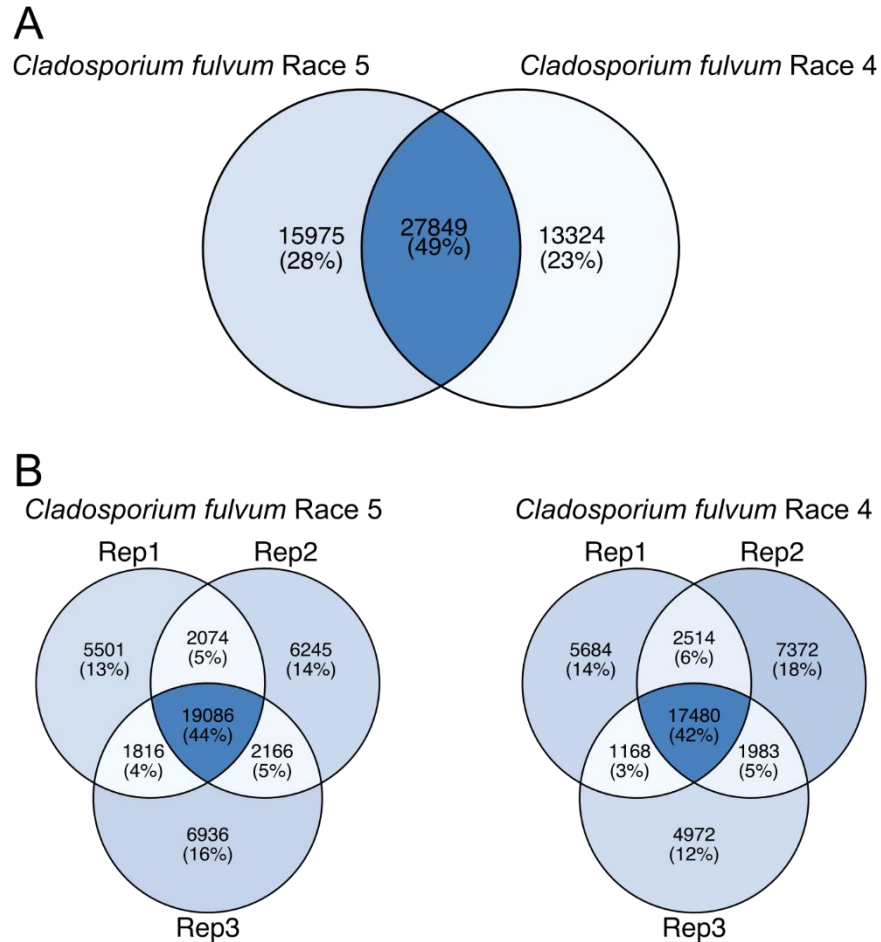 A
Cladosporium fulvum Race 5
Cladosporium fulvum Race 4
15975
(28%)
27849
(49%)
13324
(23%)
B
Cladosporium fulvum Race 5
Rep1
Rep2
5501
(13%)
2074
(5%)
6245
(14%)
19086
(44%)
1816
(4%)
2166
(5%)
6936
(16%)
Rep3
Cladosporium fulvum Race 4
Rep1
Rep2
5684
(14%)
2514
(6%)
7372
(18%)
17480
(42%)
1168
(3%)
1983
(5%)
4972
(12%)
Rep3